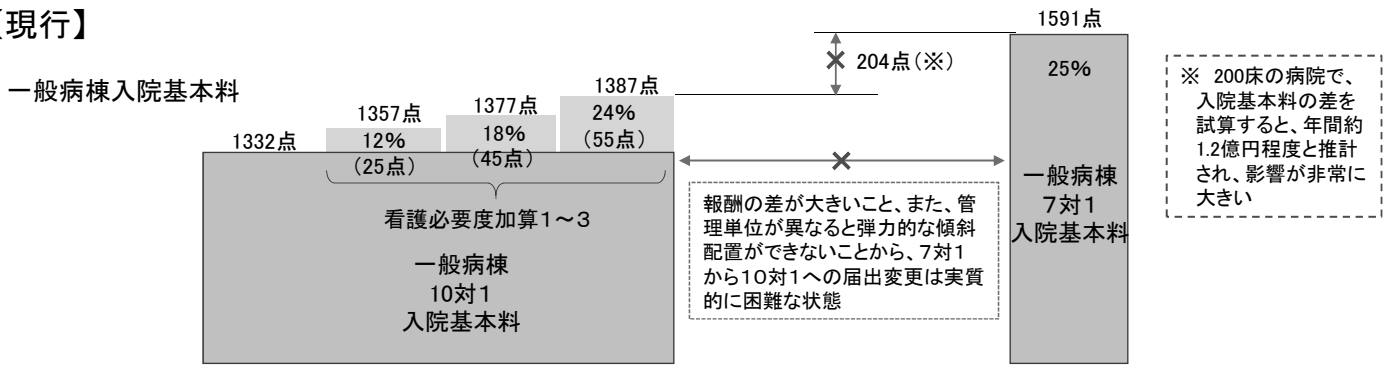 【現行】
一般病棟入院基本料
1332点
1357点
12%
(25点)
1377点
18%
(45点)
1387点
24%
(55点)
看護必要度加算1～3
一般病棟
10対1
入院基本料
204点(※)
報酬の差が大きいこと、また、管
理単位が異なると弾力的な傾斜
配置ができないことから、7対1
から10対1への届出変更は実質
的に困難な状態
1591点
25%
一般病棟
7対1
入院基本料
※ 200床の病院で、
入院基本料の差を
試算すると、年間約
1.2億円程度と推計
され、影響が非常に
大きい